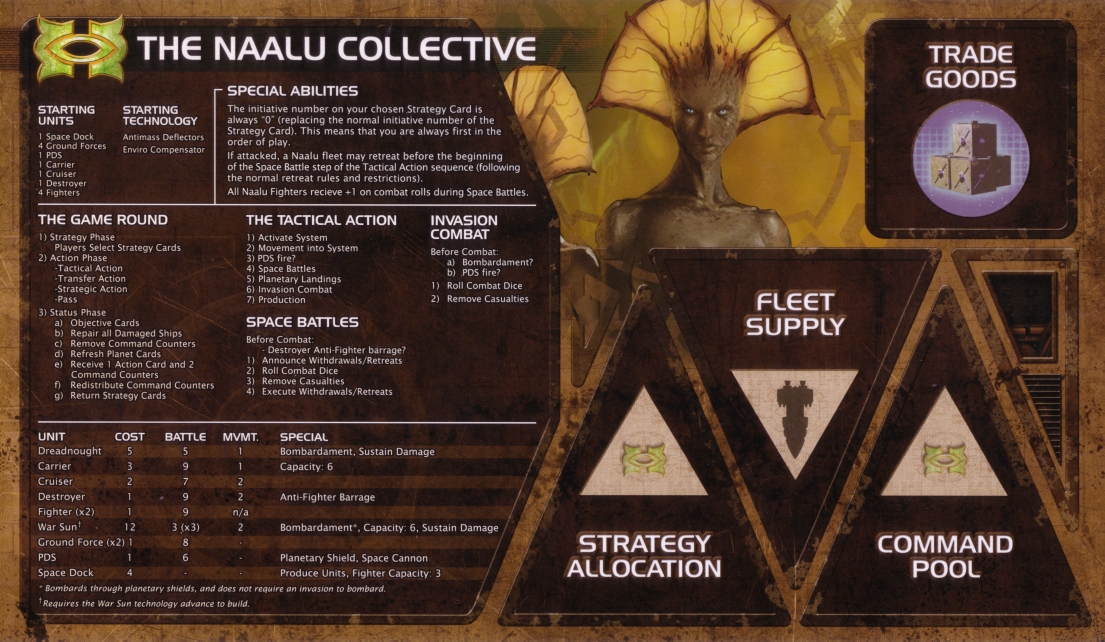 THE NAALU COLLECTIVE
STARTING
UNITS
1 Space Dock
4 Ground Forces
1 PDS
1 Carrier
1 Cruiser
1 Destroyer
4 Fighters
STARTING
TECHNOLOGY
Antimass Deflectors
Enviro Compensator
SPECIAL ABILITIES
The initiative number on your chosen Strategy Card is
always "0" (replacing the normal initiative number of the
Strategy Card). This means that you are always first in the
order of play.
If attacked, a Naalu fleet may retreat before the beginning
of the Space Battle step of the Tactical Action sequence (following
the normal retreat rules and restrictions).
All Naalu Fighters recieve +1 on combat rolls during Space Battles.
THE GAME ROUND
1) Strategy Phase
Players Select Strategy Cards
2) Action Phase
-Tactical Action
-Transfer Action
-Strategic Action
-Pass
3) Status Phase
a) Objective Cards
b) Repair all Damaged Ships
c) Remove Command Counters
d) Refresh Planet Cards
e) Receive 1 Action Card and 2
Command Counters
f) Redistribute Command Counters
g) Return Strategy Cards
THE TACTICAL ACTION
1) Activate System
2) Movement into System
3) PDS fire?
4) Space Battles
5) Planetary Landings
6) Invasion Combat
7) Production
SPACE BATTLES
Before Combat:
- Destroyer Anti-Fighter barrage?
1) Announce Withdrawals/Retreats
2) Roll Combat Dice
3) Remove Casualties
4) Execute Withdrawals/Retreats
INVASION
COMBAT
Before Combat:
a) Bombardment?
b) PDS fire?
1) Roll Combat Dice
2) Remove Casualties
UNIT COST BATTLE MVMT. SPECIAL
Dreadnought 5 5 1 Bombardment, Sustain Damage
Carrier 3 9 1 Capacity: 6
Cruiser 2 7 2
Destroyer 1 9 2 Anti-Fighter Barrage
Fighter (x2) 1 9 n/a
War Sun† 12 3 (x3) 2 Bombardment*, Capacity: 6, Sustain Damage
Ground Force (x2) 1 8 -
PDS 1 6 - Planetary Shield, Space Cannon
Space Dock 4 - - Produce Units, Fighter Capacity: 3
* Bombards through planetary shields, and does not require an invasion to bombard.
†Requires the War Sun technology advance to build.
TRADE
GOODS
FLEET
SUPPLY
STRATEGY
ALLOCATION
COMMAND
POOL